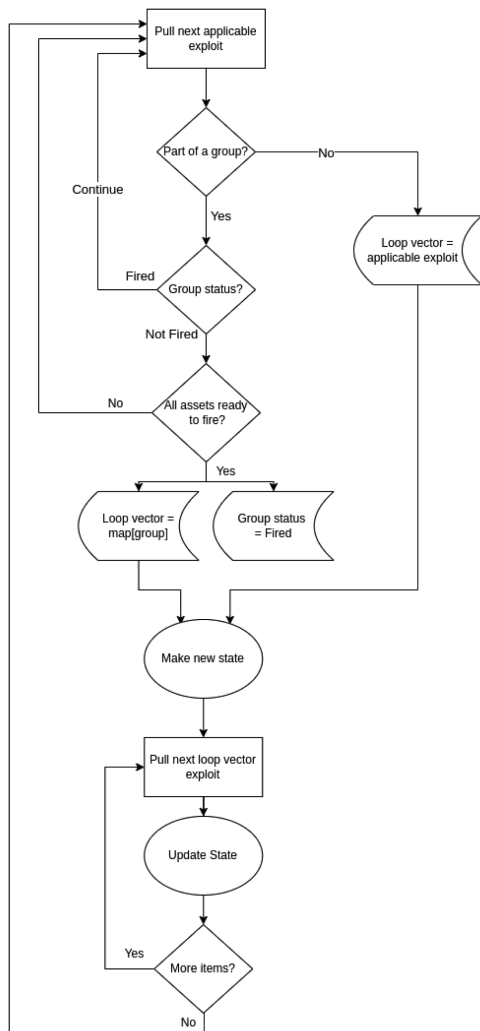 Pull next applicable
exploit
Part of a group?
No
Continue
Yes
Loop vector =
applicable exploit
Fired
Group status?
Not Fired
All assets ready
to fire?
No
Yes
Loop vector =
map[group]
Group status
= Fired
Make new state
Pull next loop vector
exploit
Update State
Yes
More items?
No